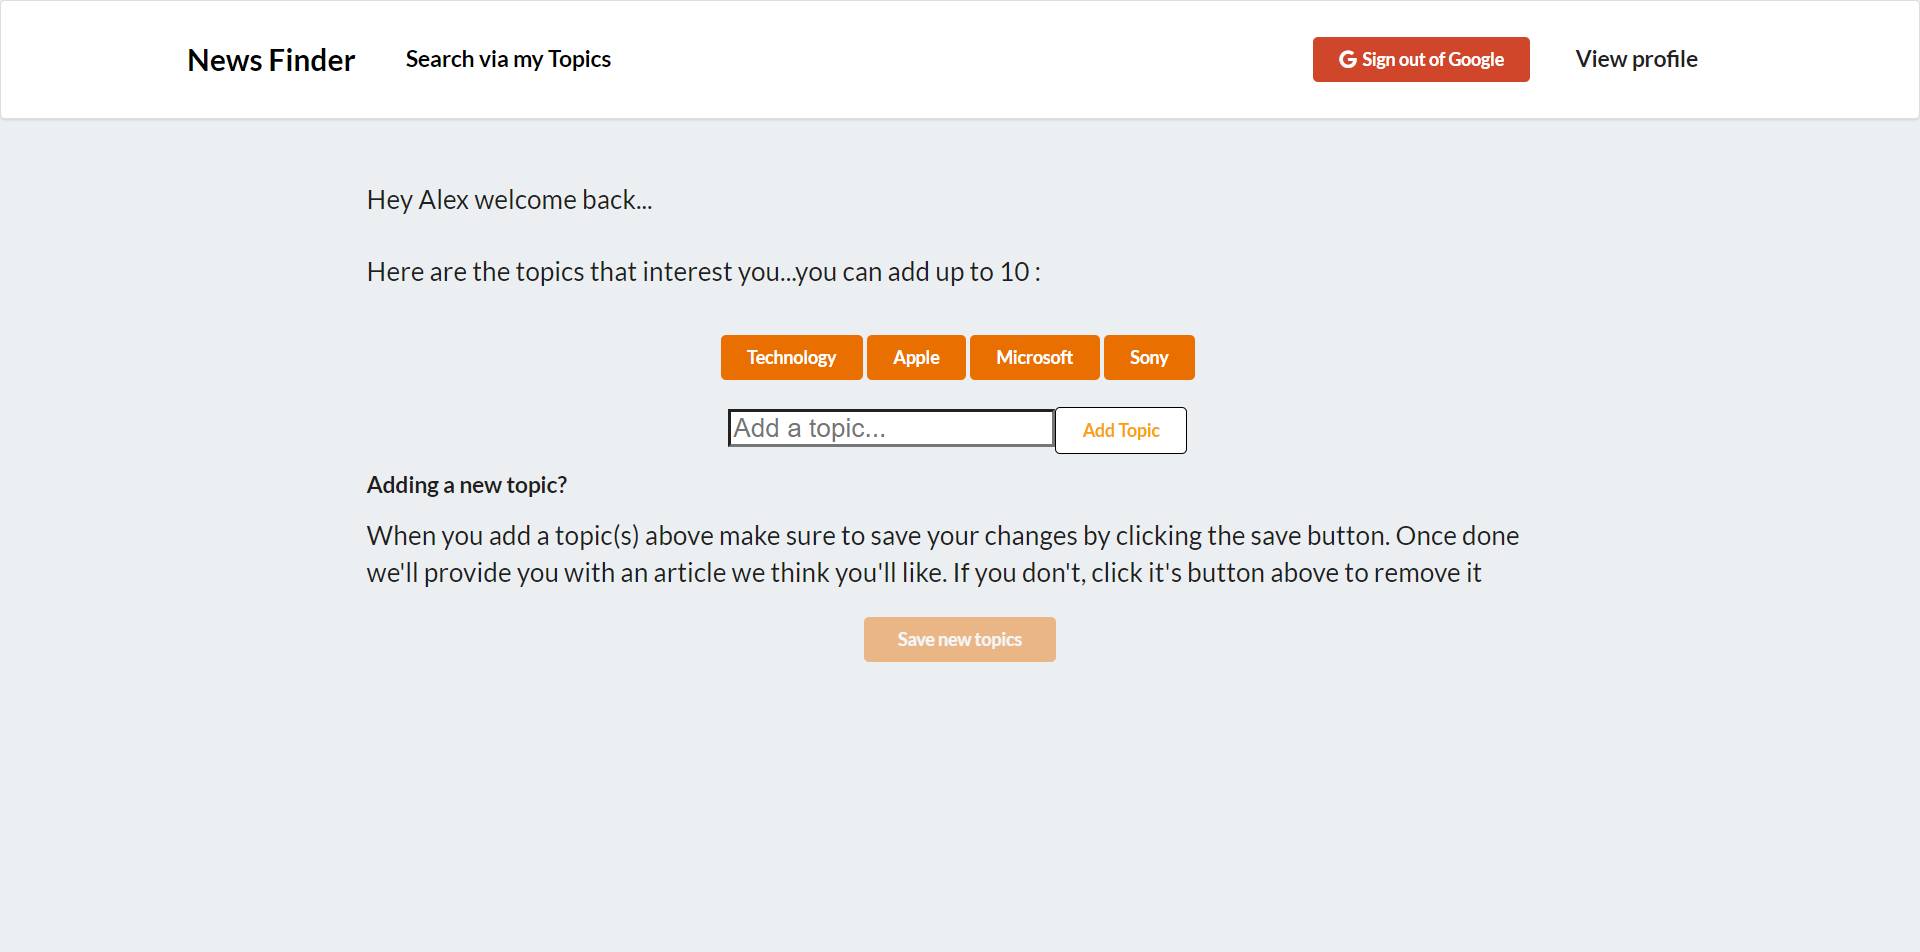 News Finder Search via my Topics Sign out of Google View profile
Hey Alex welcome back...
Here are the topics that interest you...you can add up to 10 :
Technology Apple Microsoft Sony
Add a topic... Add Topic
Adding a new topic?
When you add a topic(s) above make sure to save your changes by clicking the save button. Once done
we'll provide you with an article we think you'll like. If you don't, click it's button above to remove it
Save new topics